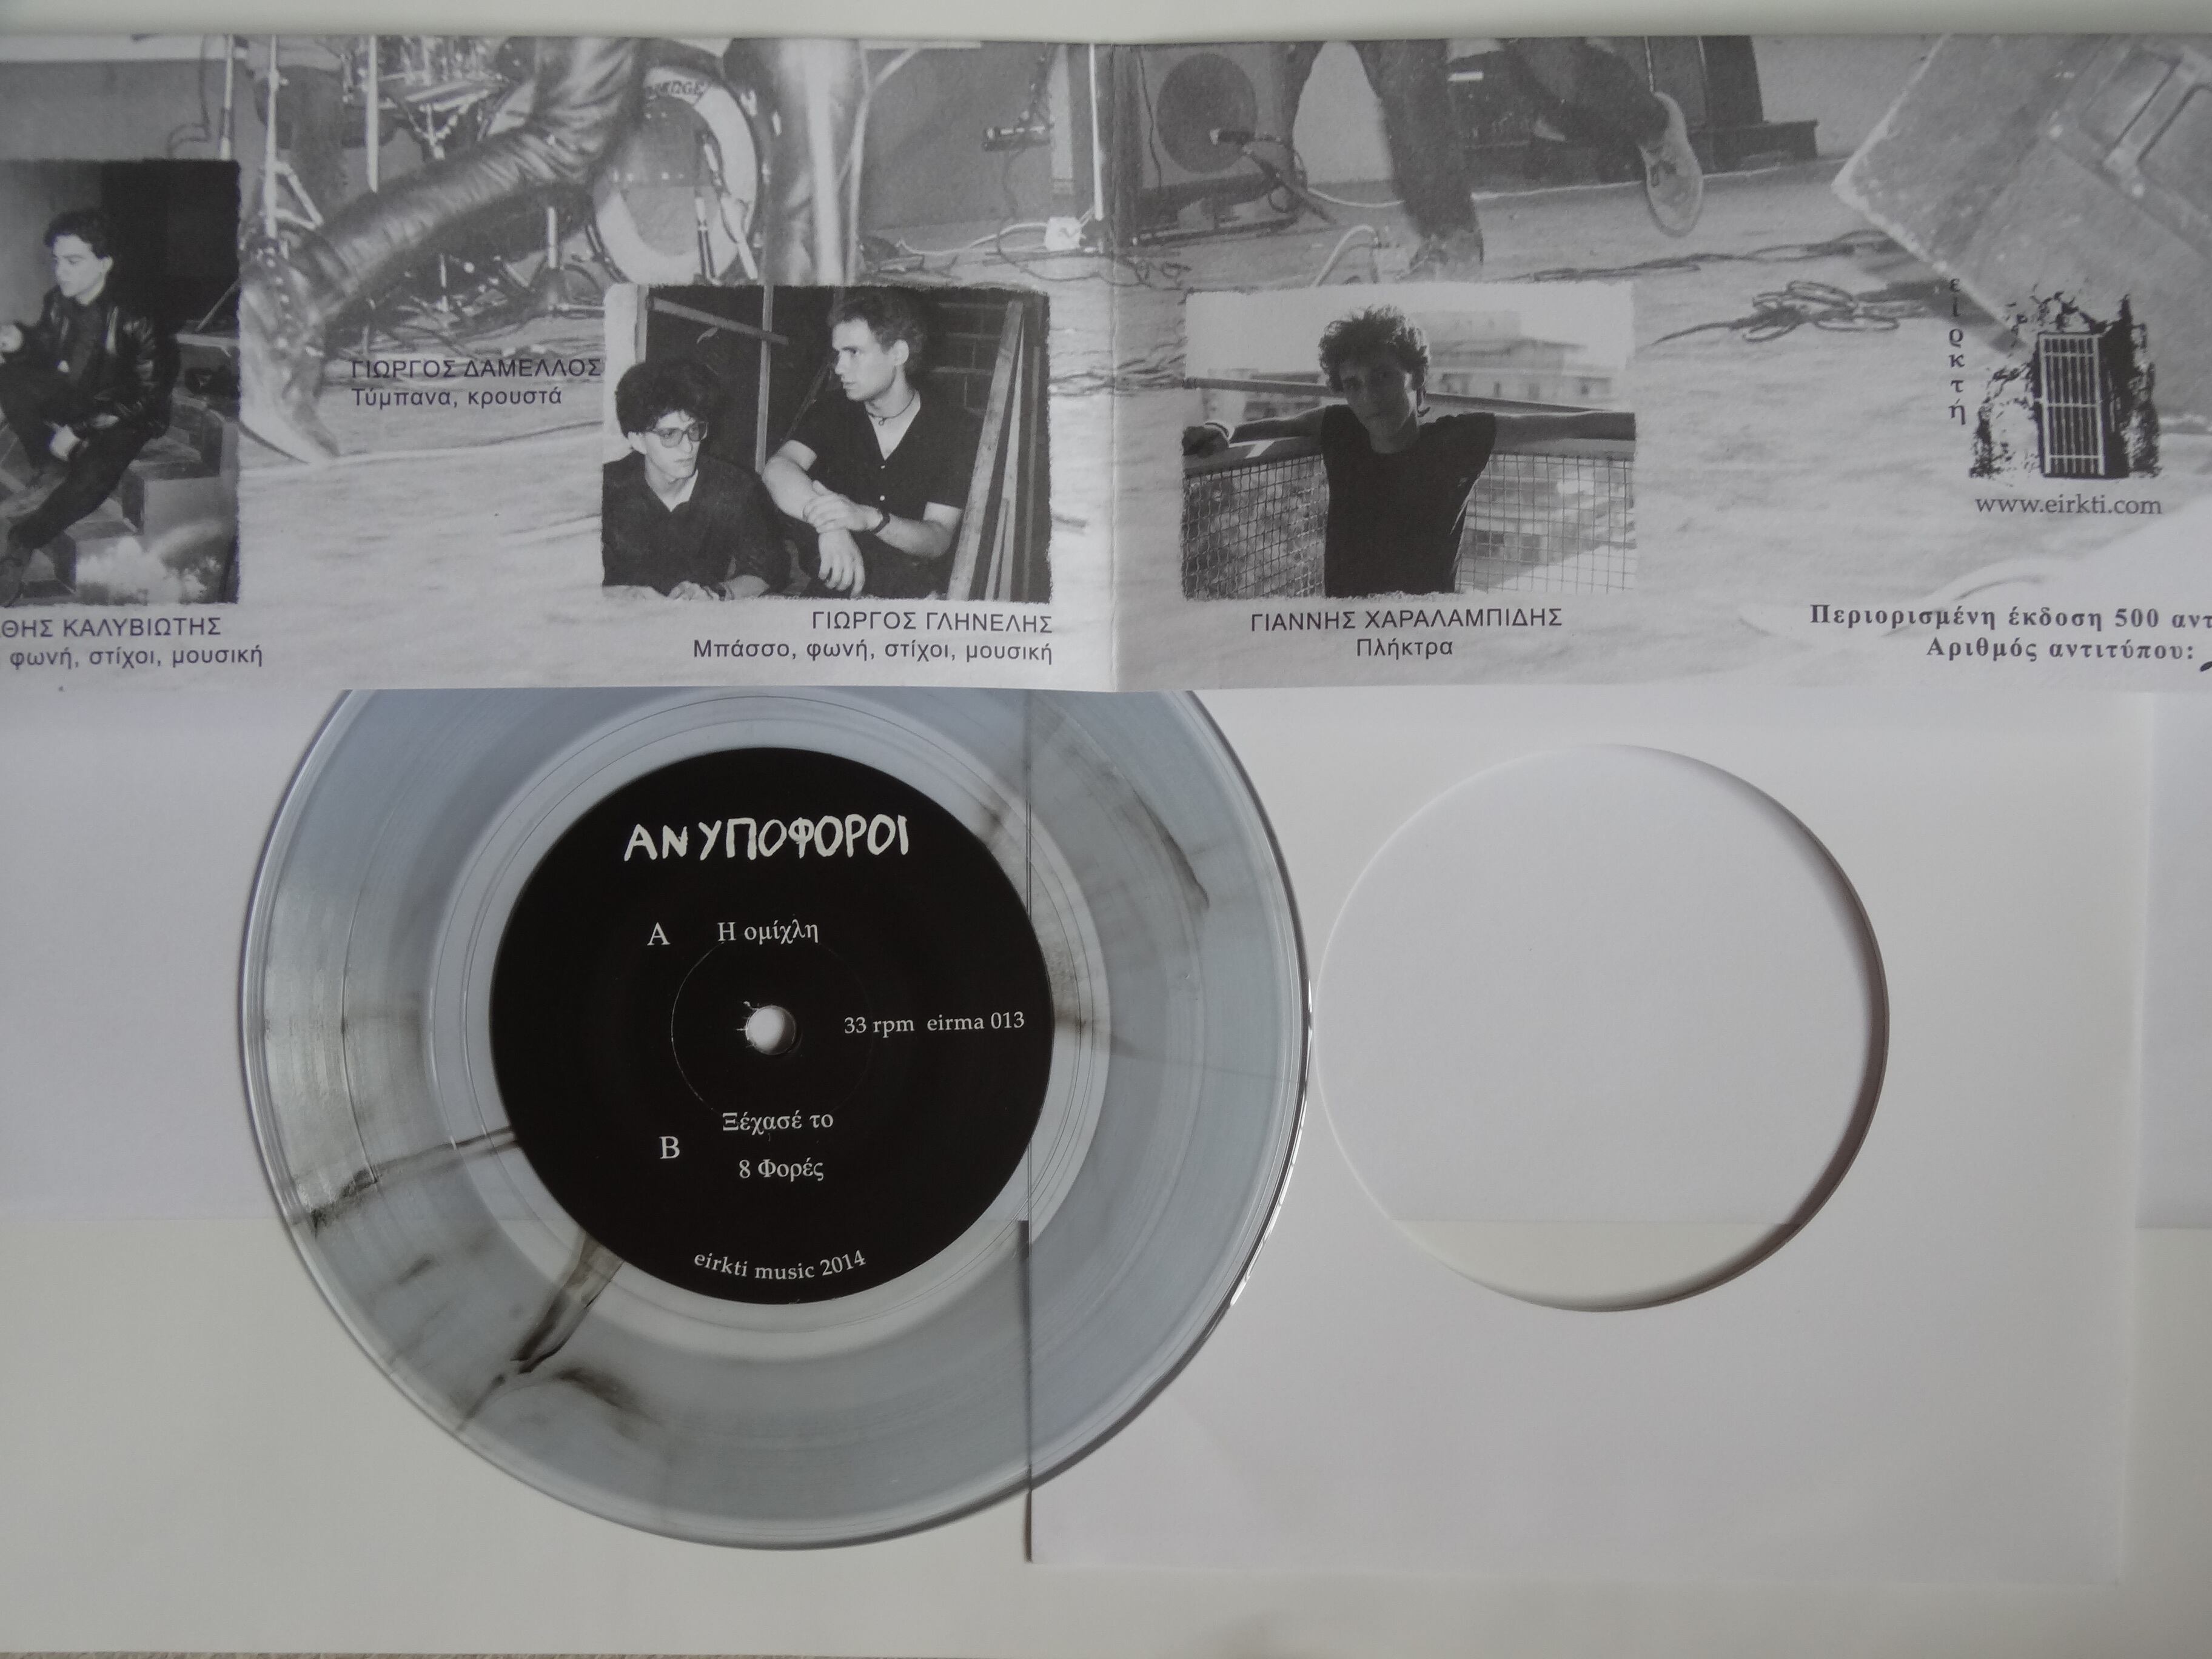 ΓΙΩΡΓΟΣ ΔΑΜΕΛΛΟΣ
Τύμπανα, κρουστά
ΚΑΛΥΒΙΩΤΗΣ
φωνή, στίχοι, μουσική
ΓΙΩΡΓΟΣ ΓΛΗΝΕΛΗΣ
Μπάσσο, φωνή, στίχοι, μουσική
ΓΙΑΝΝΗΣ ΧΑΡΑΛΑΜΠΙΔΗΣ
Πλήκτρα
ειρκτή
www.eirkti.com
Περιορισμένη έκδοση 500
Αριθμός αντιτύπου:
ΑΝΥΠΟΦΟΡΟΙ
A Η ομίχλη
33 rpm eirma 013
Ξέχασέ το
B
8 Φορές
eirkti music 2014